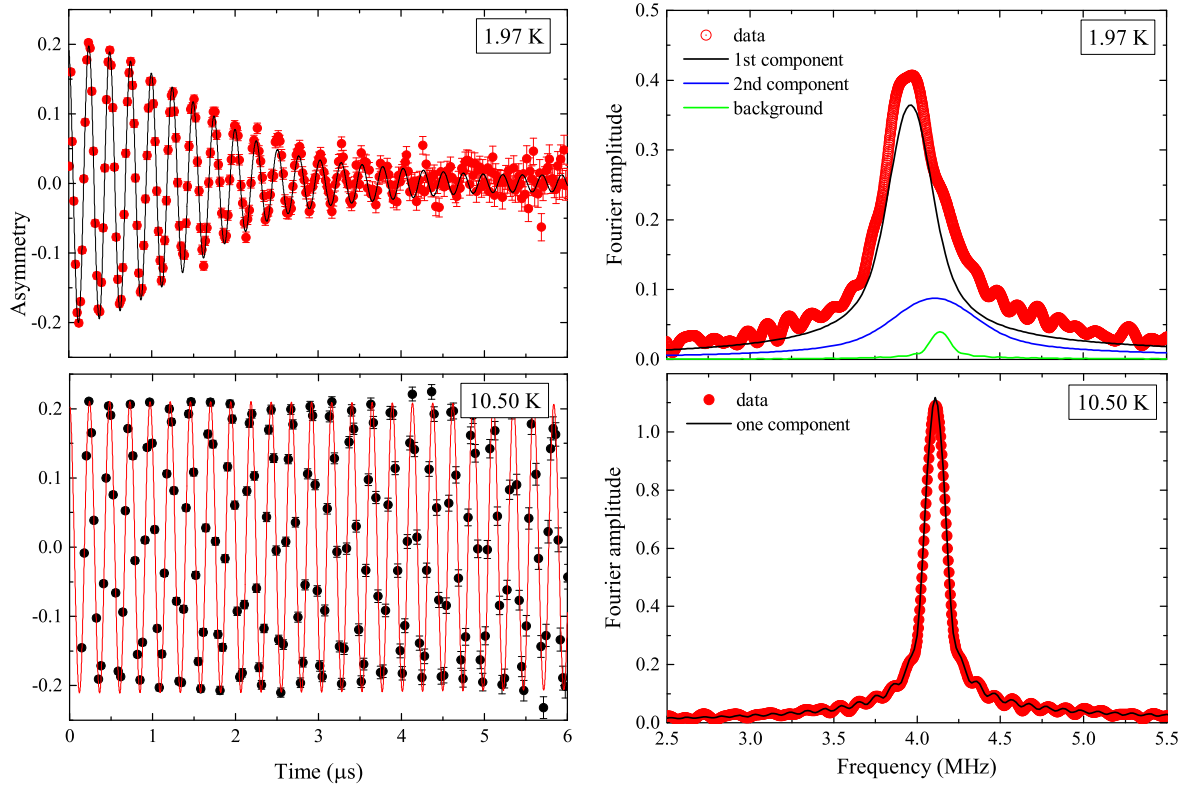 1.97 K
0.2
0.1
0.0
-0.1
-0.2
Asymmetry
0.5
0.4
0.3
0.2
0.1
0.0
Fourier amplitude
data
1st component
2nd component
background
1.97 K
10.50 K
0.2
0.1
0.0
-0.1
-0.2
0 1 2 3 4 5 6
Time (μs)
data
one component
10.50 K
1.0
0.8
0.6
0.4
0.2
0.0
Fourier amplitude
2.5 3.0 3.5 4.0 4.5 5.0 5.5
Frequency (MHz)